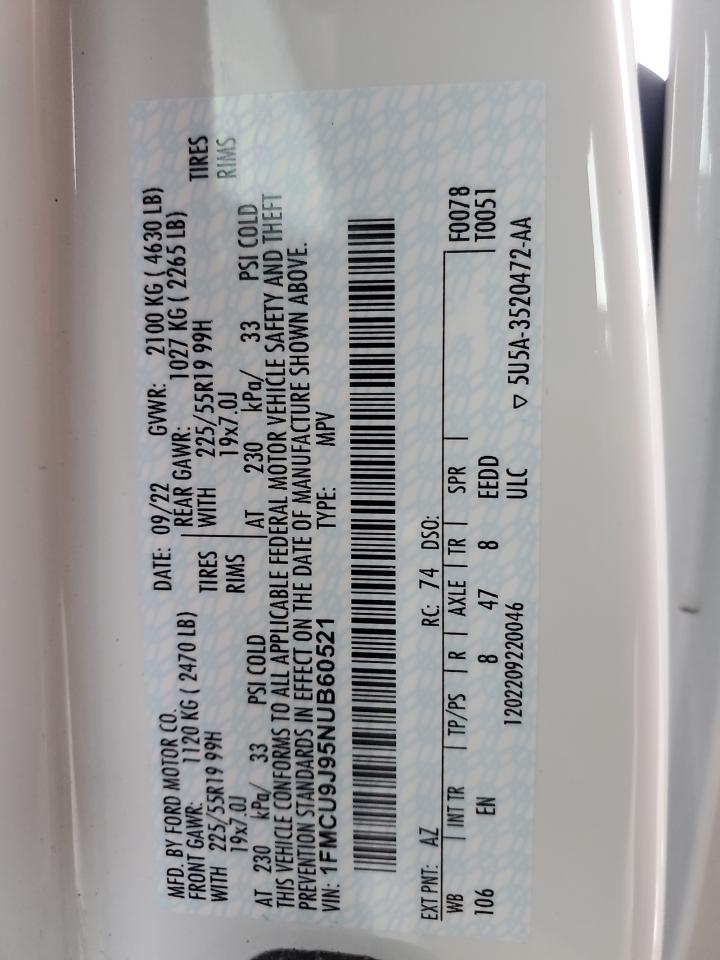 MFD. BY FORD MOTOR CO.
DATE: 09/22 GVWR: 2100 KG ( 4630 LB)
FRONT GAWR: 1120 KG ( 2470 LB)
REAR GAWR: 1027 KG ( 2265 LB)
WITH 225/55R19 99H TIRES
WITH 225/55R19 99H TIRES
19x7.0J RIMS
19x7.0J RIMS
AT 230 kPa/ 33 PSI COLD
AT 230 kPa/ 33 PSI COLD
THIS VEHICLE CONFORMS TO ALL APPLICABLE FEDERAL MOTOR VEHICLE SAFETY AND THEFT
PREVENTION STANDARDS IN EFFECT ON THE DATE OF MANUFACTURE SHOWN ABOVE.
VIN: 1FMCU9J95NUB60521 TYPE: MPV
EXT PNT: AZ RC: 74 DSO: F0078
WB INT TR TP/PS R AXLE TR SPR T0051
106 EN 8 47 8 EEDD
1202209220046 ULC ▽ 5U5A-3520472-AA